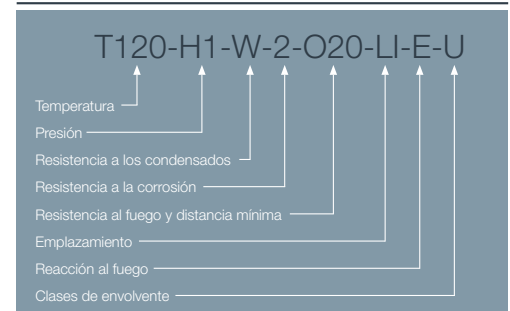 T120-H1-W-2-O20-LI-E-U
Temperatura
Presión
Resistencia a los condensados
Resistencia a la corrosión
Resistencia al fuego y distancia mínima
Emplazamiento
Reacción al fuego
Clases de envolvente